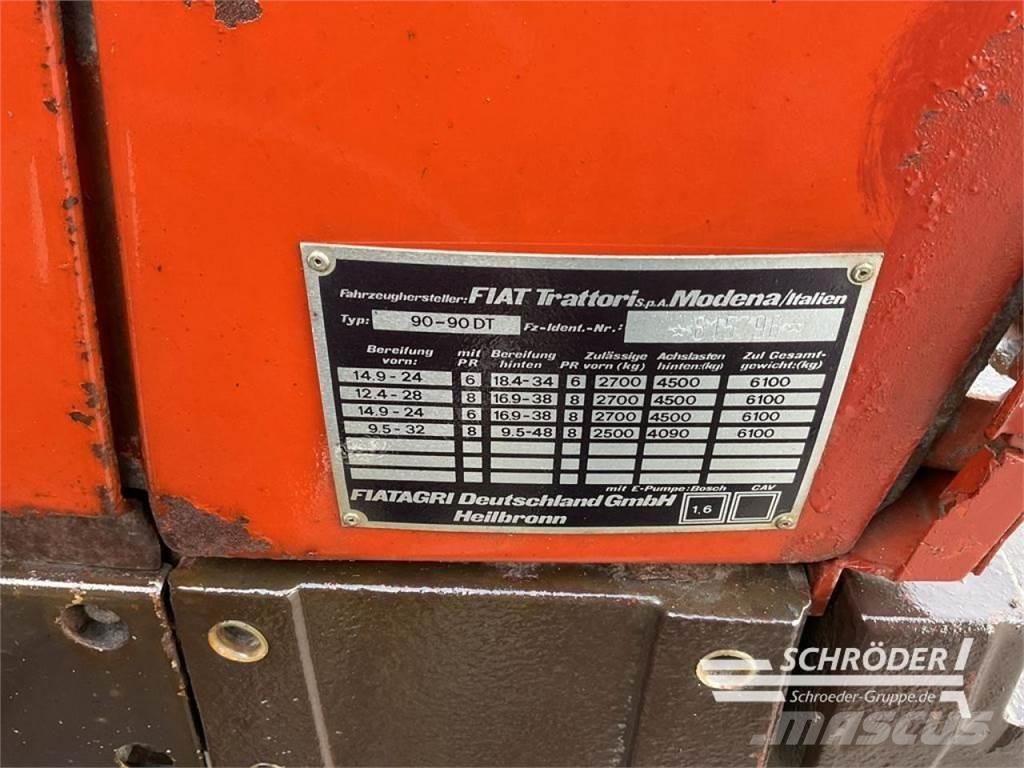 Fahrzeughersteller: FIAT Trattori S.p.A. Modena/Italien
Typ: 90-90 DT Fz-Ident.-Nr.:
Bereifung vorn: mit PR Bereifung hinten PR Zulässige vorn (kg) Achslasten hinten:(kg) Zul Gesamt-gewicht:(kg)
14.9-24 6 18.4-34 6 2700 4500 6100
12.4-28 8 16.9-38 8 2700 4500 6100
14.9-24 6 16.9-38 8 2700 4500 6100
9.5-32 8 9.5-48 8 2500 4090 6100
mit E-Pumpe: Bosch CAV
FIATAGRI Deutschland GmbH 1,6
Heilbronn
SCHRÖDER
Schroeder-Gruppe.de
MASCUS